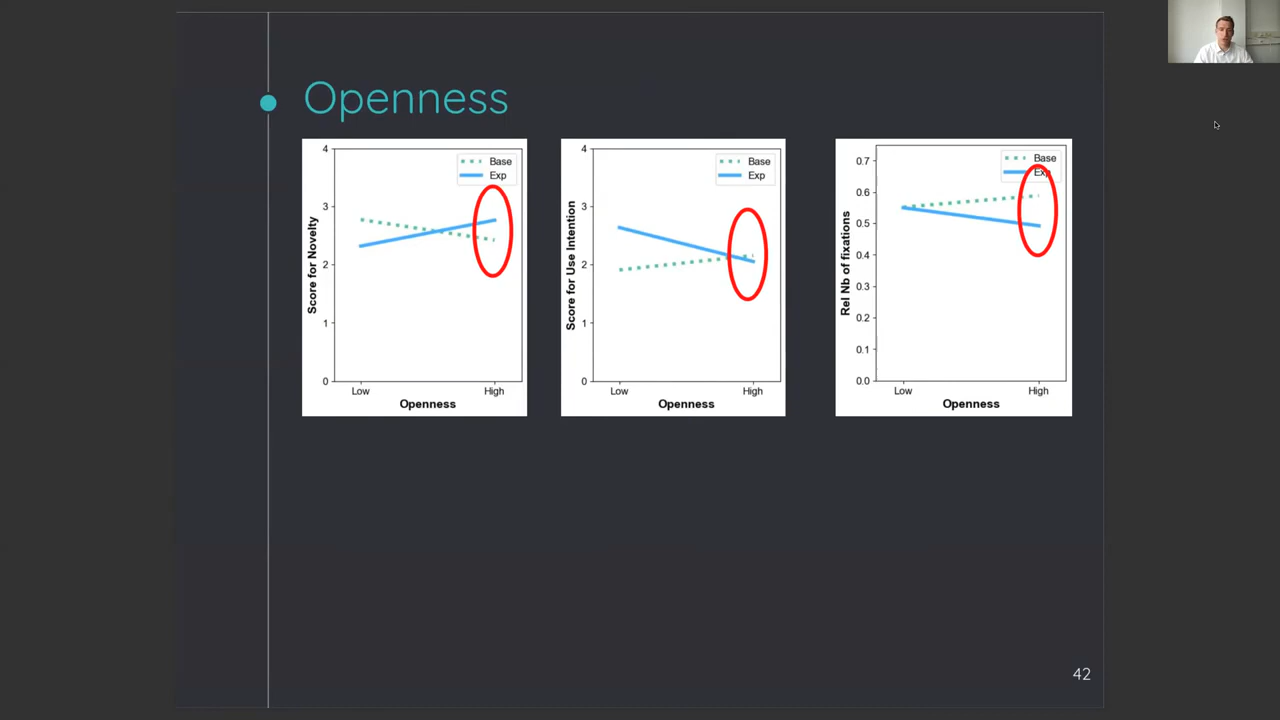 Openness
4
3
2
1
0
Score for Novelty
Base
Exp
Low
High
Openness
4
3
2
1
0
Score for Use Intention
Base
Exp
Low
High
Openness
0.7
0.6
0.5
0.4
0.3
0.2
0.1
0.0
Rel Nb of fixations
Base
Exp
Low
High
Openness
42